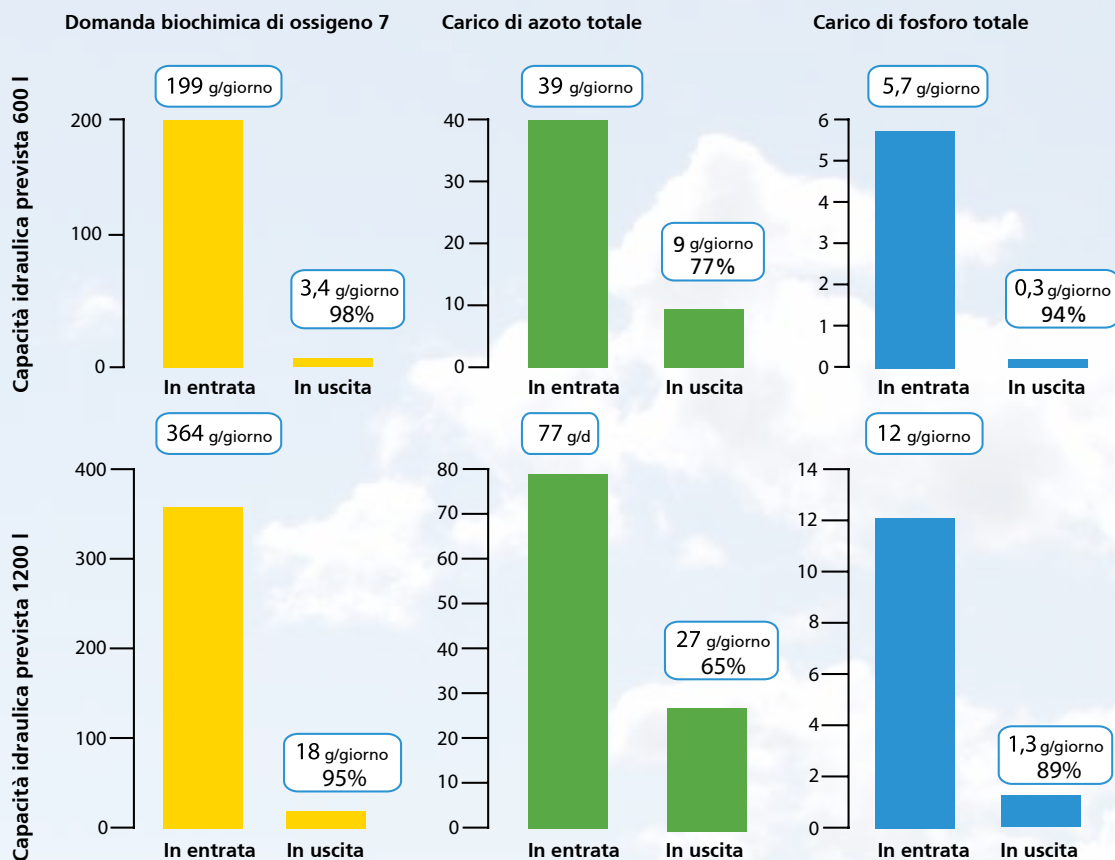 Domanda biochimica di ossigeno 7
Carico di azoto totale
Carico di fosforo totale
Capacità idraulica prevista 600 l
199 g/giorno
200
100
0
3,4 g/giorno
98%
In entrata
In uscita
39 g/giorno
40
30
20
10
0
9 g/giorno
77%
In entrata
In uscita
5,7 g/giorno
6
5
4
3
2
1
0
0,3 g/giorno
94%
In entrata
In uscita
Capacità idraulica prevista 1200 l
364 g/giorno
400
300
200
100
0
18 g/giorno
95%
In entrata
In uscita
77 g/d
80
70
60
50
40
30
20
10
0
27 g/giorno
65%
In entrata
In uscita
12 g/giorno
14
12
10
8
6
4
2
0
1,3 g/giorno
89%
In entrata
In uscita